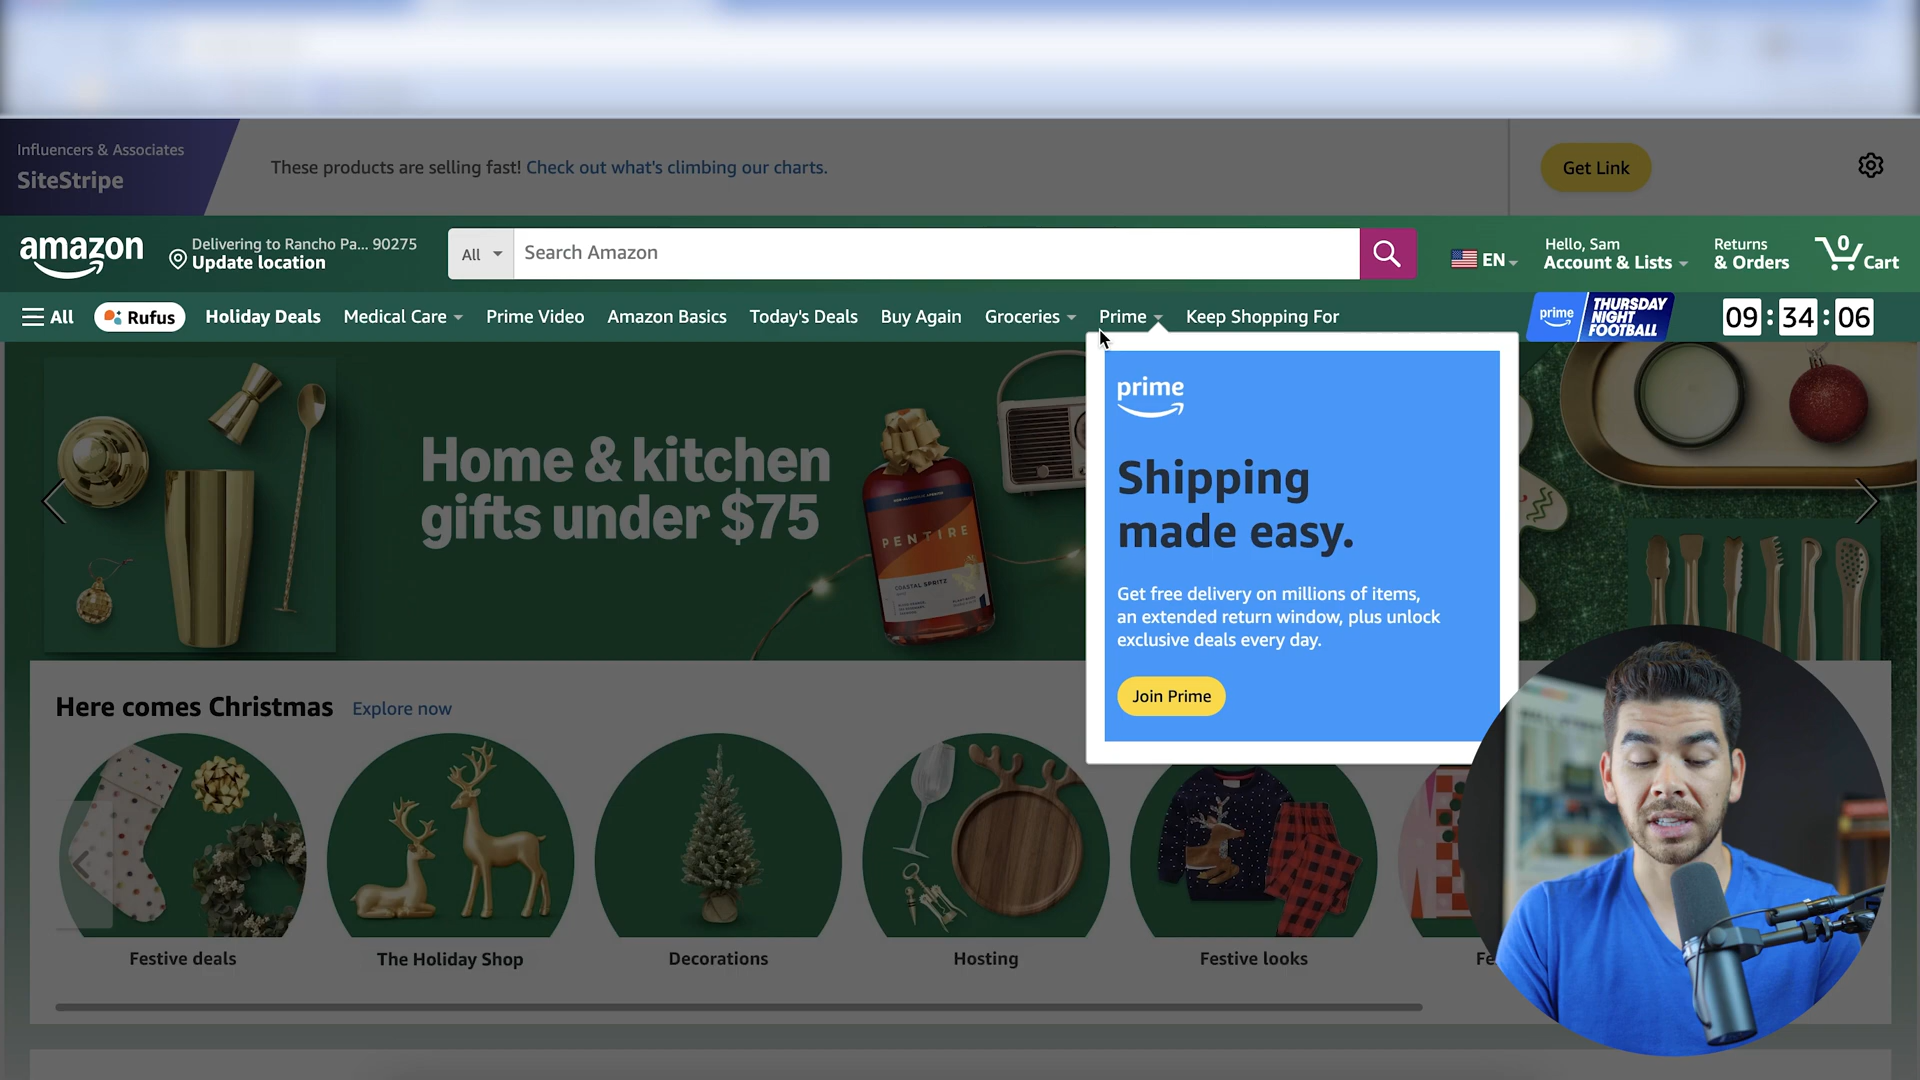 Influencers & Associates
SiteStripe
These products are selling fast! Check out what's climbing our charts.
Get Link
amazon
Delivering to Rancho Pa... 90275
Update location
All
Search Amazon
EN
Hello, Sam
Account & Lists
Returns
& Orders
0
Cart
All
Rufus
Holiday Deals
Medical Care
Prime Video
Amazon Basics
Today's Deals
Buy Again
Groceries
Prime
Keep Shopping For
prime
THURSDAY
NIGHT
FOOTBALL
09 : 34 : 06
Home & kitchen
gifts under $75
PENTIRE
COASTAL SPRITZ
prime
Shipping
made easy.
Get free delivery on millions of items,
an extended return window, plus unlock
exclusive deals every day.
Join Prime
Here comes Christmas
Explore now
Festive deals
The Holiday Shop
Decorations
Hosting
Festive looks
Fe